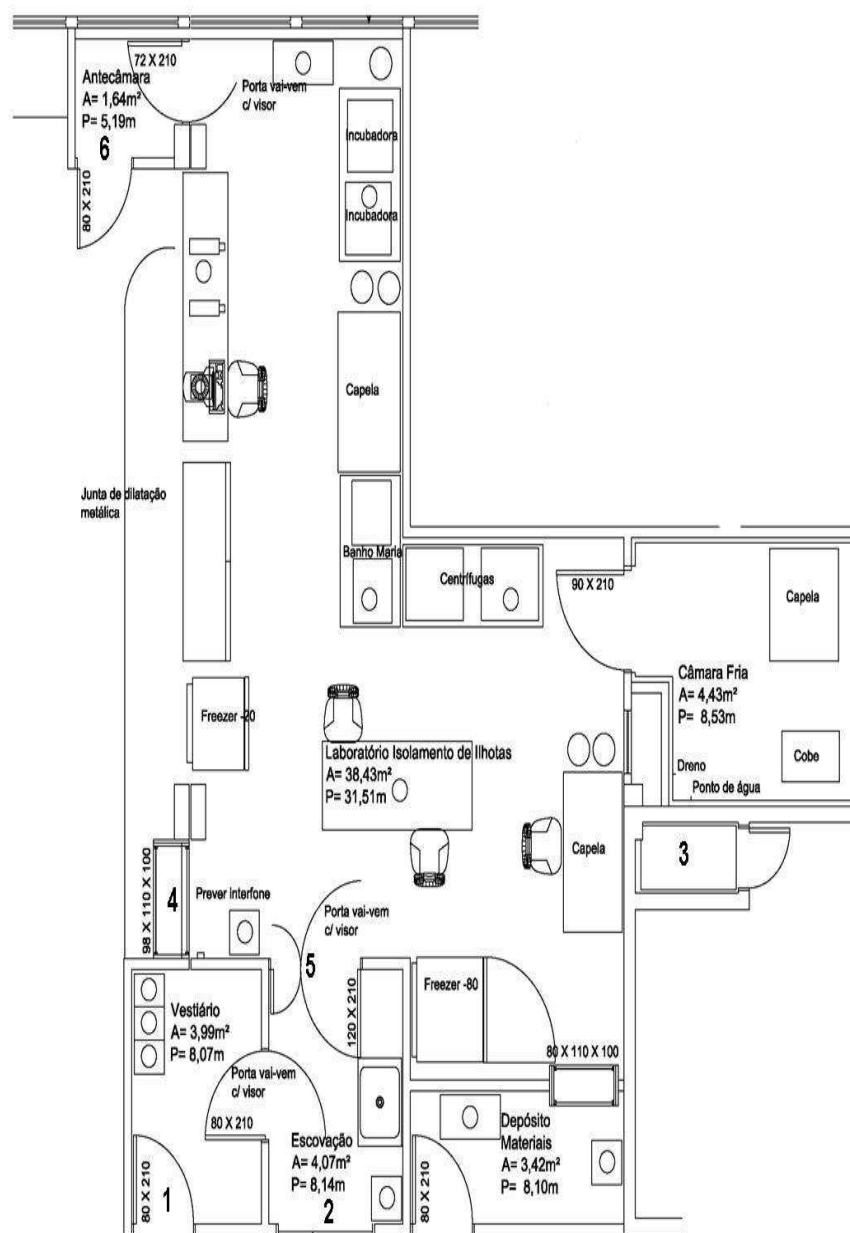 72 X 210
Antecâmara
A= 1,64m²
P= 5,19m
6
80 X 210
Porta vai-vem
c/ visor
Incubadora
Incubadora
Capela
Junta de dilatação
metálica
Banho Maria
Centrífugas
90 X 210
Capela
Câmara Fria
A= 4,43m²
P= 8,53m
Cobe
Dreno
Ponto de água
Freezer -20
Laboratório Isolamento de Ilhotas
A= 38,43m²
P= 31,51m
Capela
3
98 X 110 X 100
4
Prever interfone
Porta vai-vem
c/ visor
5
120 X 210
Freezer -80
80 X 110 X 100
Vestiário
A= 3,99m²
P= 8,07m
Porta vai-vem
c/ visor
80 X 210
Escovação
A= 4,07m²
P= 8,14m
2
80 X 210
1
Depósito
Materiais
A= 3,42m²
P= 8,10m
80 X 210